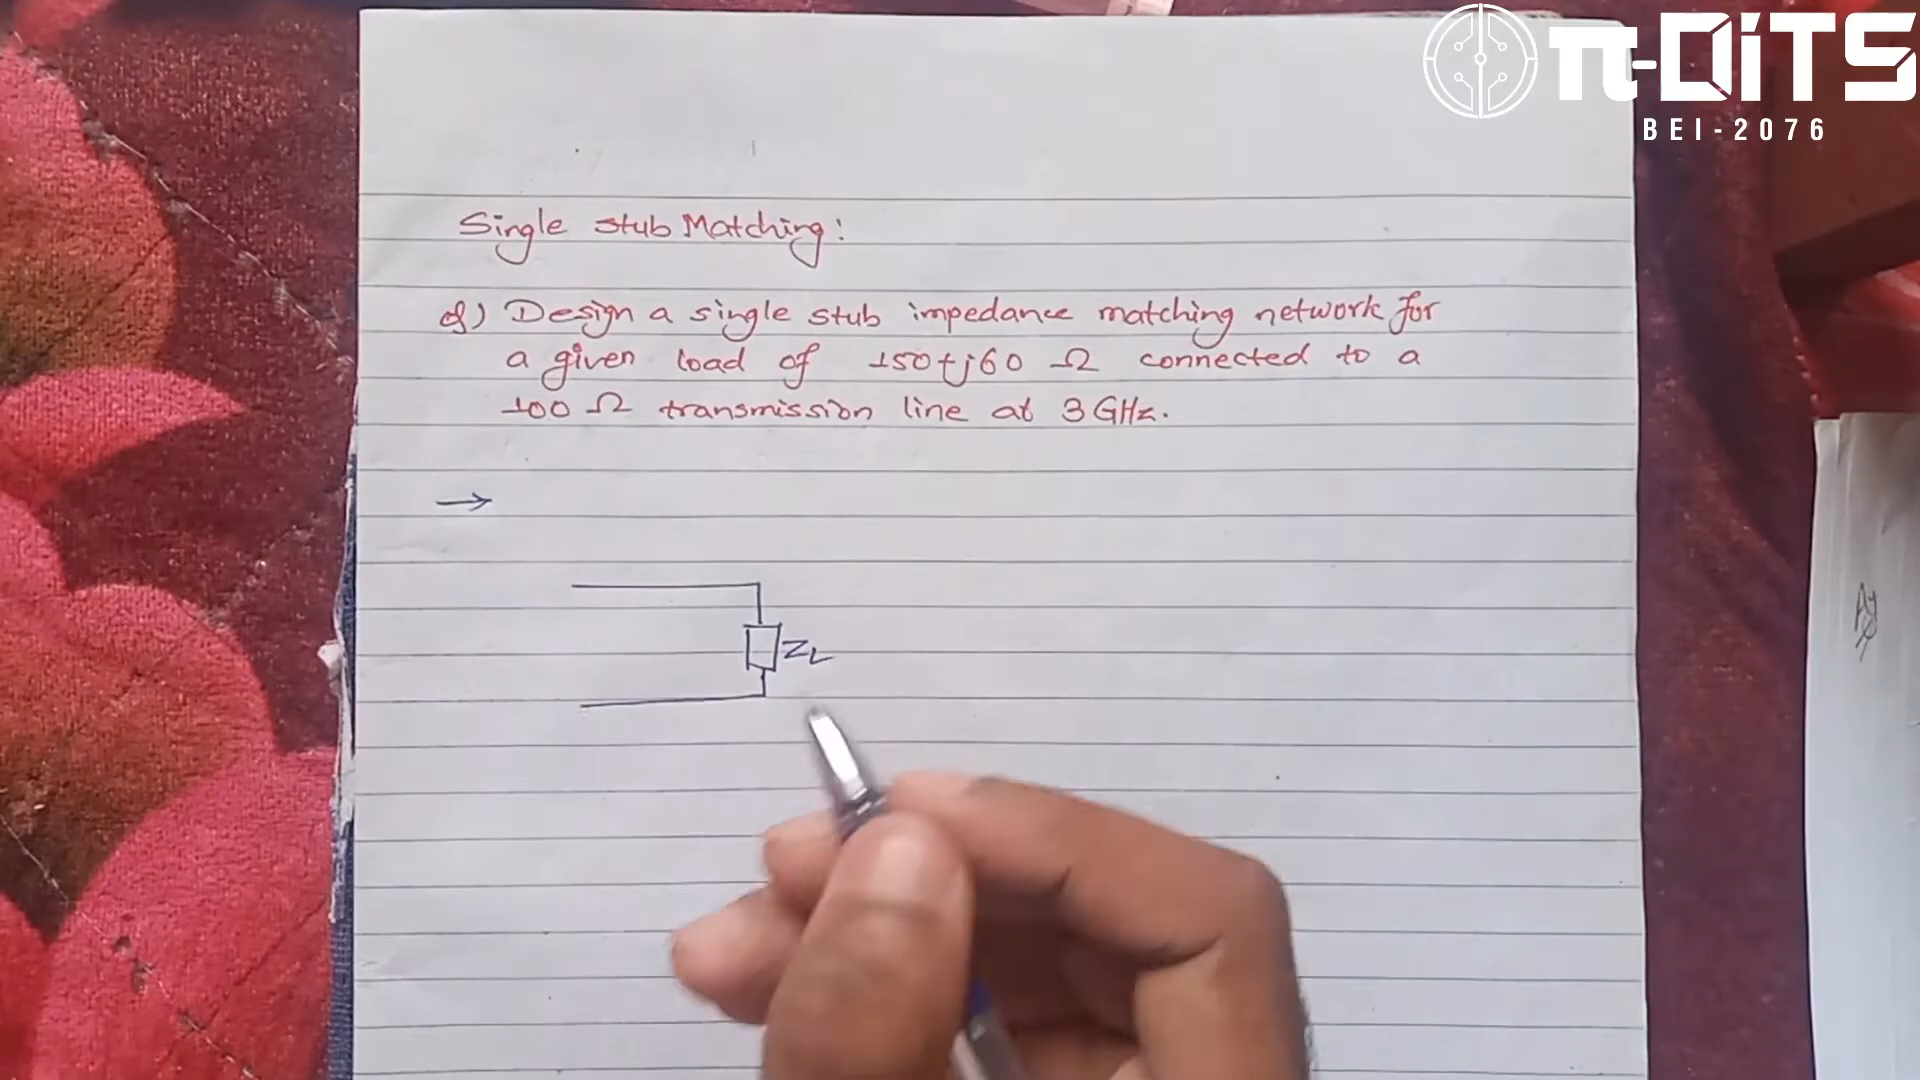 π-DiTS
BEI-2076
Single Stub Matching:
Q) Design a single stub impedance matching network for
a given load of 150+j60 Ω connected to a
100 Ω transmission line at 3 GHz.
→
ZL